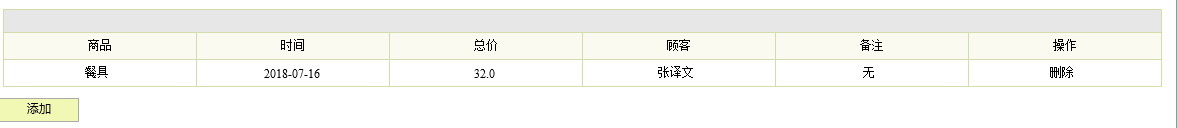 商品 时间 总价 顾客 备注 操作
餐具 2018-07-16 32.0 张译文 无 删除
添加